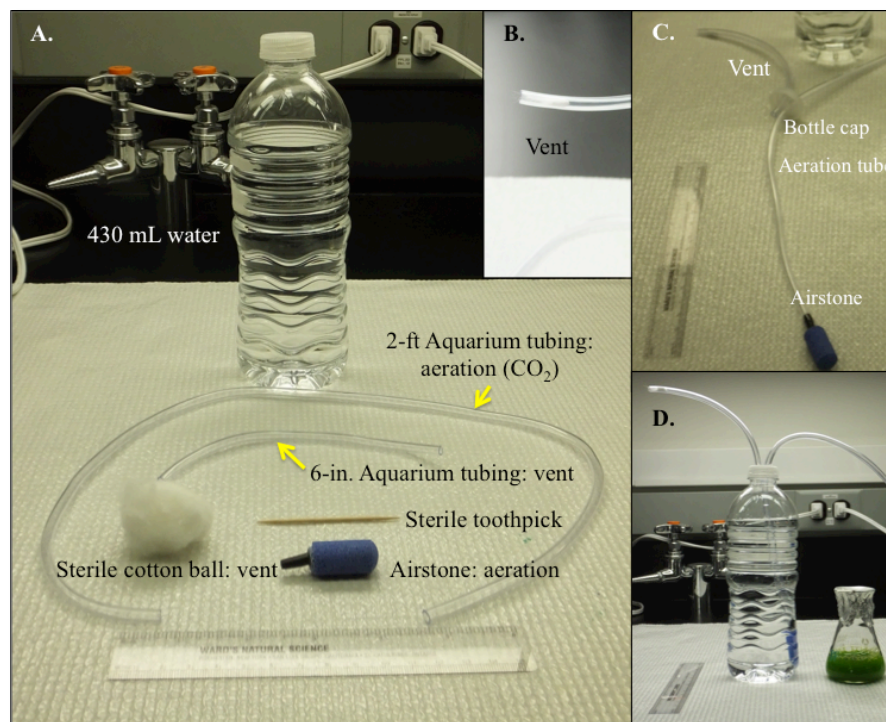 A.
430 mL water
2-ft Aquarium tubing:
aeration (CO₂)
6-in. Aquarium tubing: vent
Sterile toothpick
Sterile cotton ball: vent
Airstone: aeration
WARD'S NATURAL SCIENCE
B.
Vent
C.
Vent
Bottle cap
Aeration tube
Airstone
D.